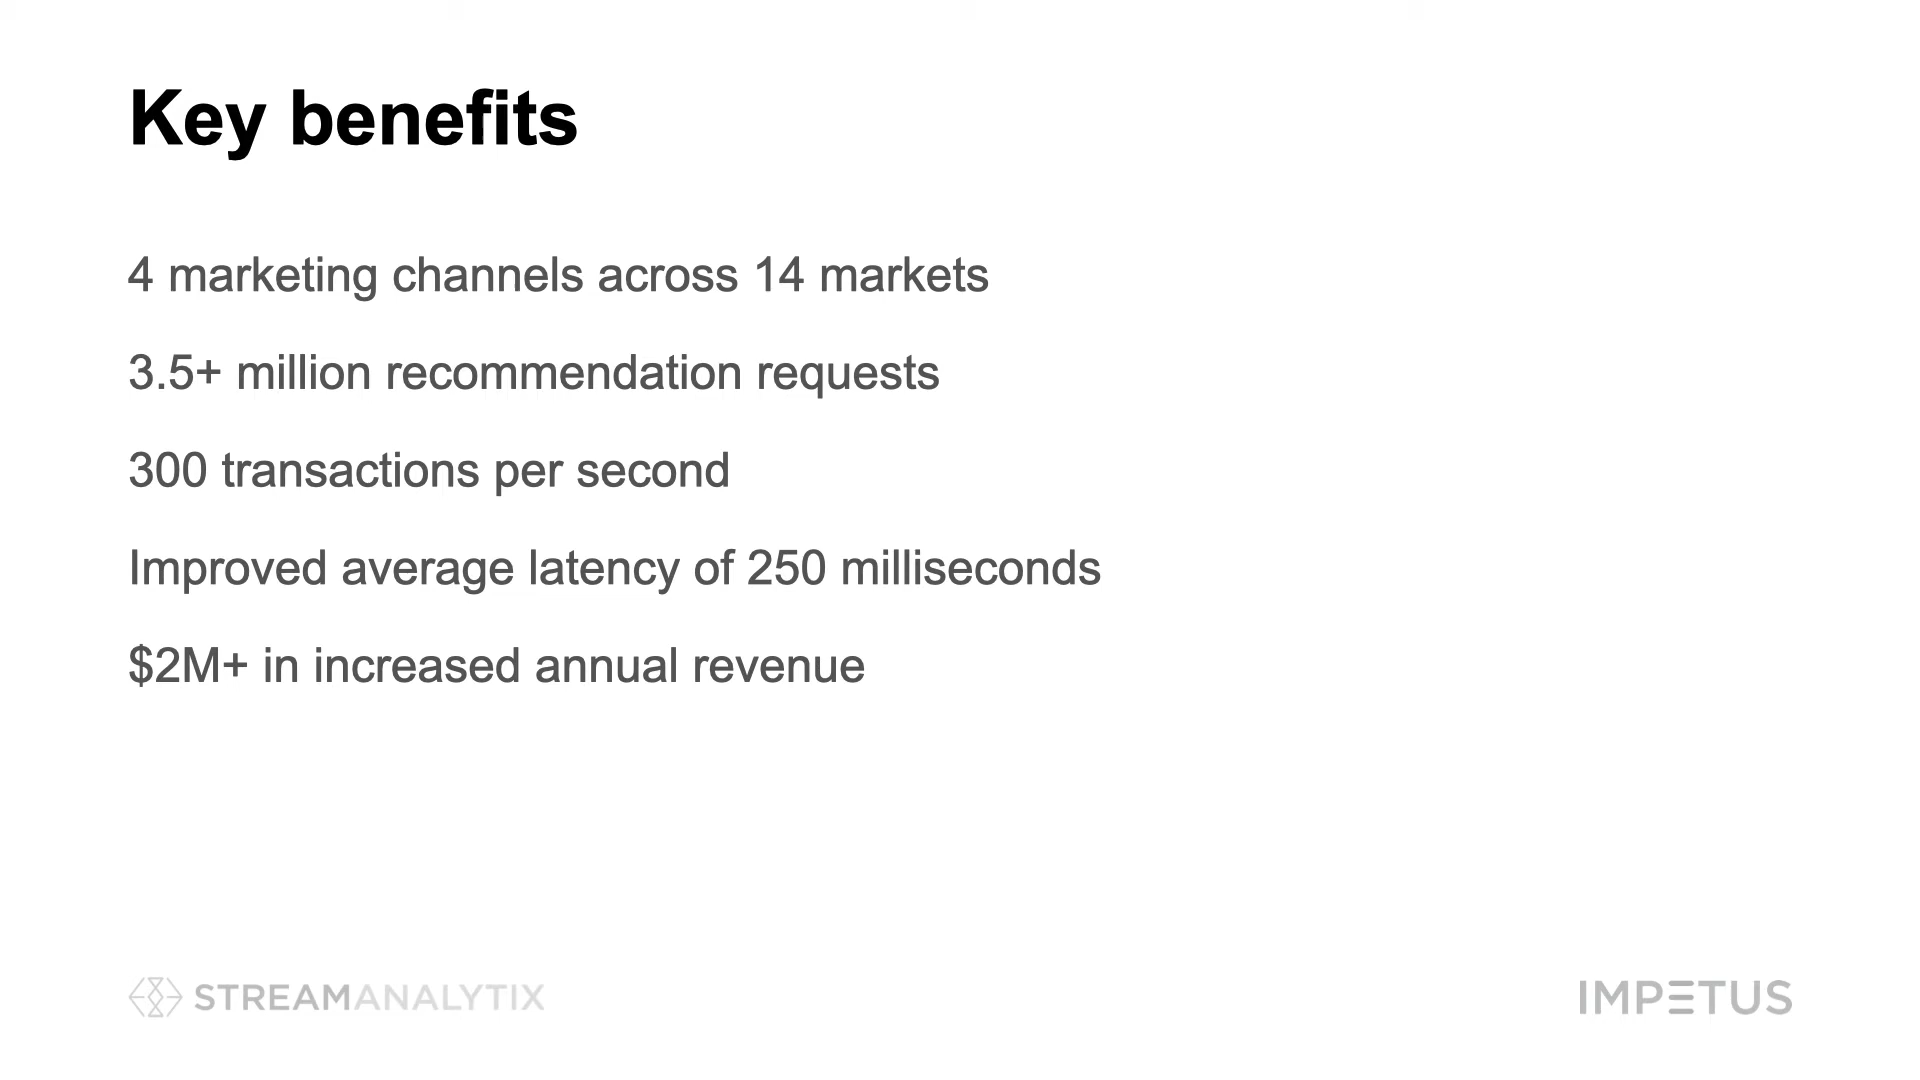 Key benefits
4 marketing channels across 14 markets
3.5+ million recommendation requests
300 transactions per second
Improved average latency of 250 milliseconds
$2M+ in increased annual revenue
STREAMANALYTIX
IMPETUS